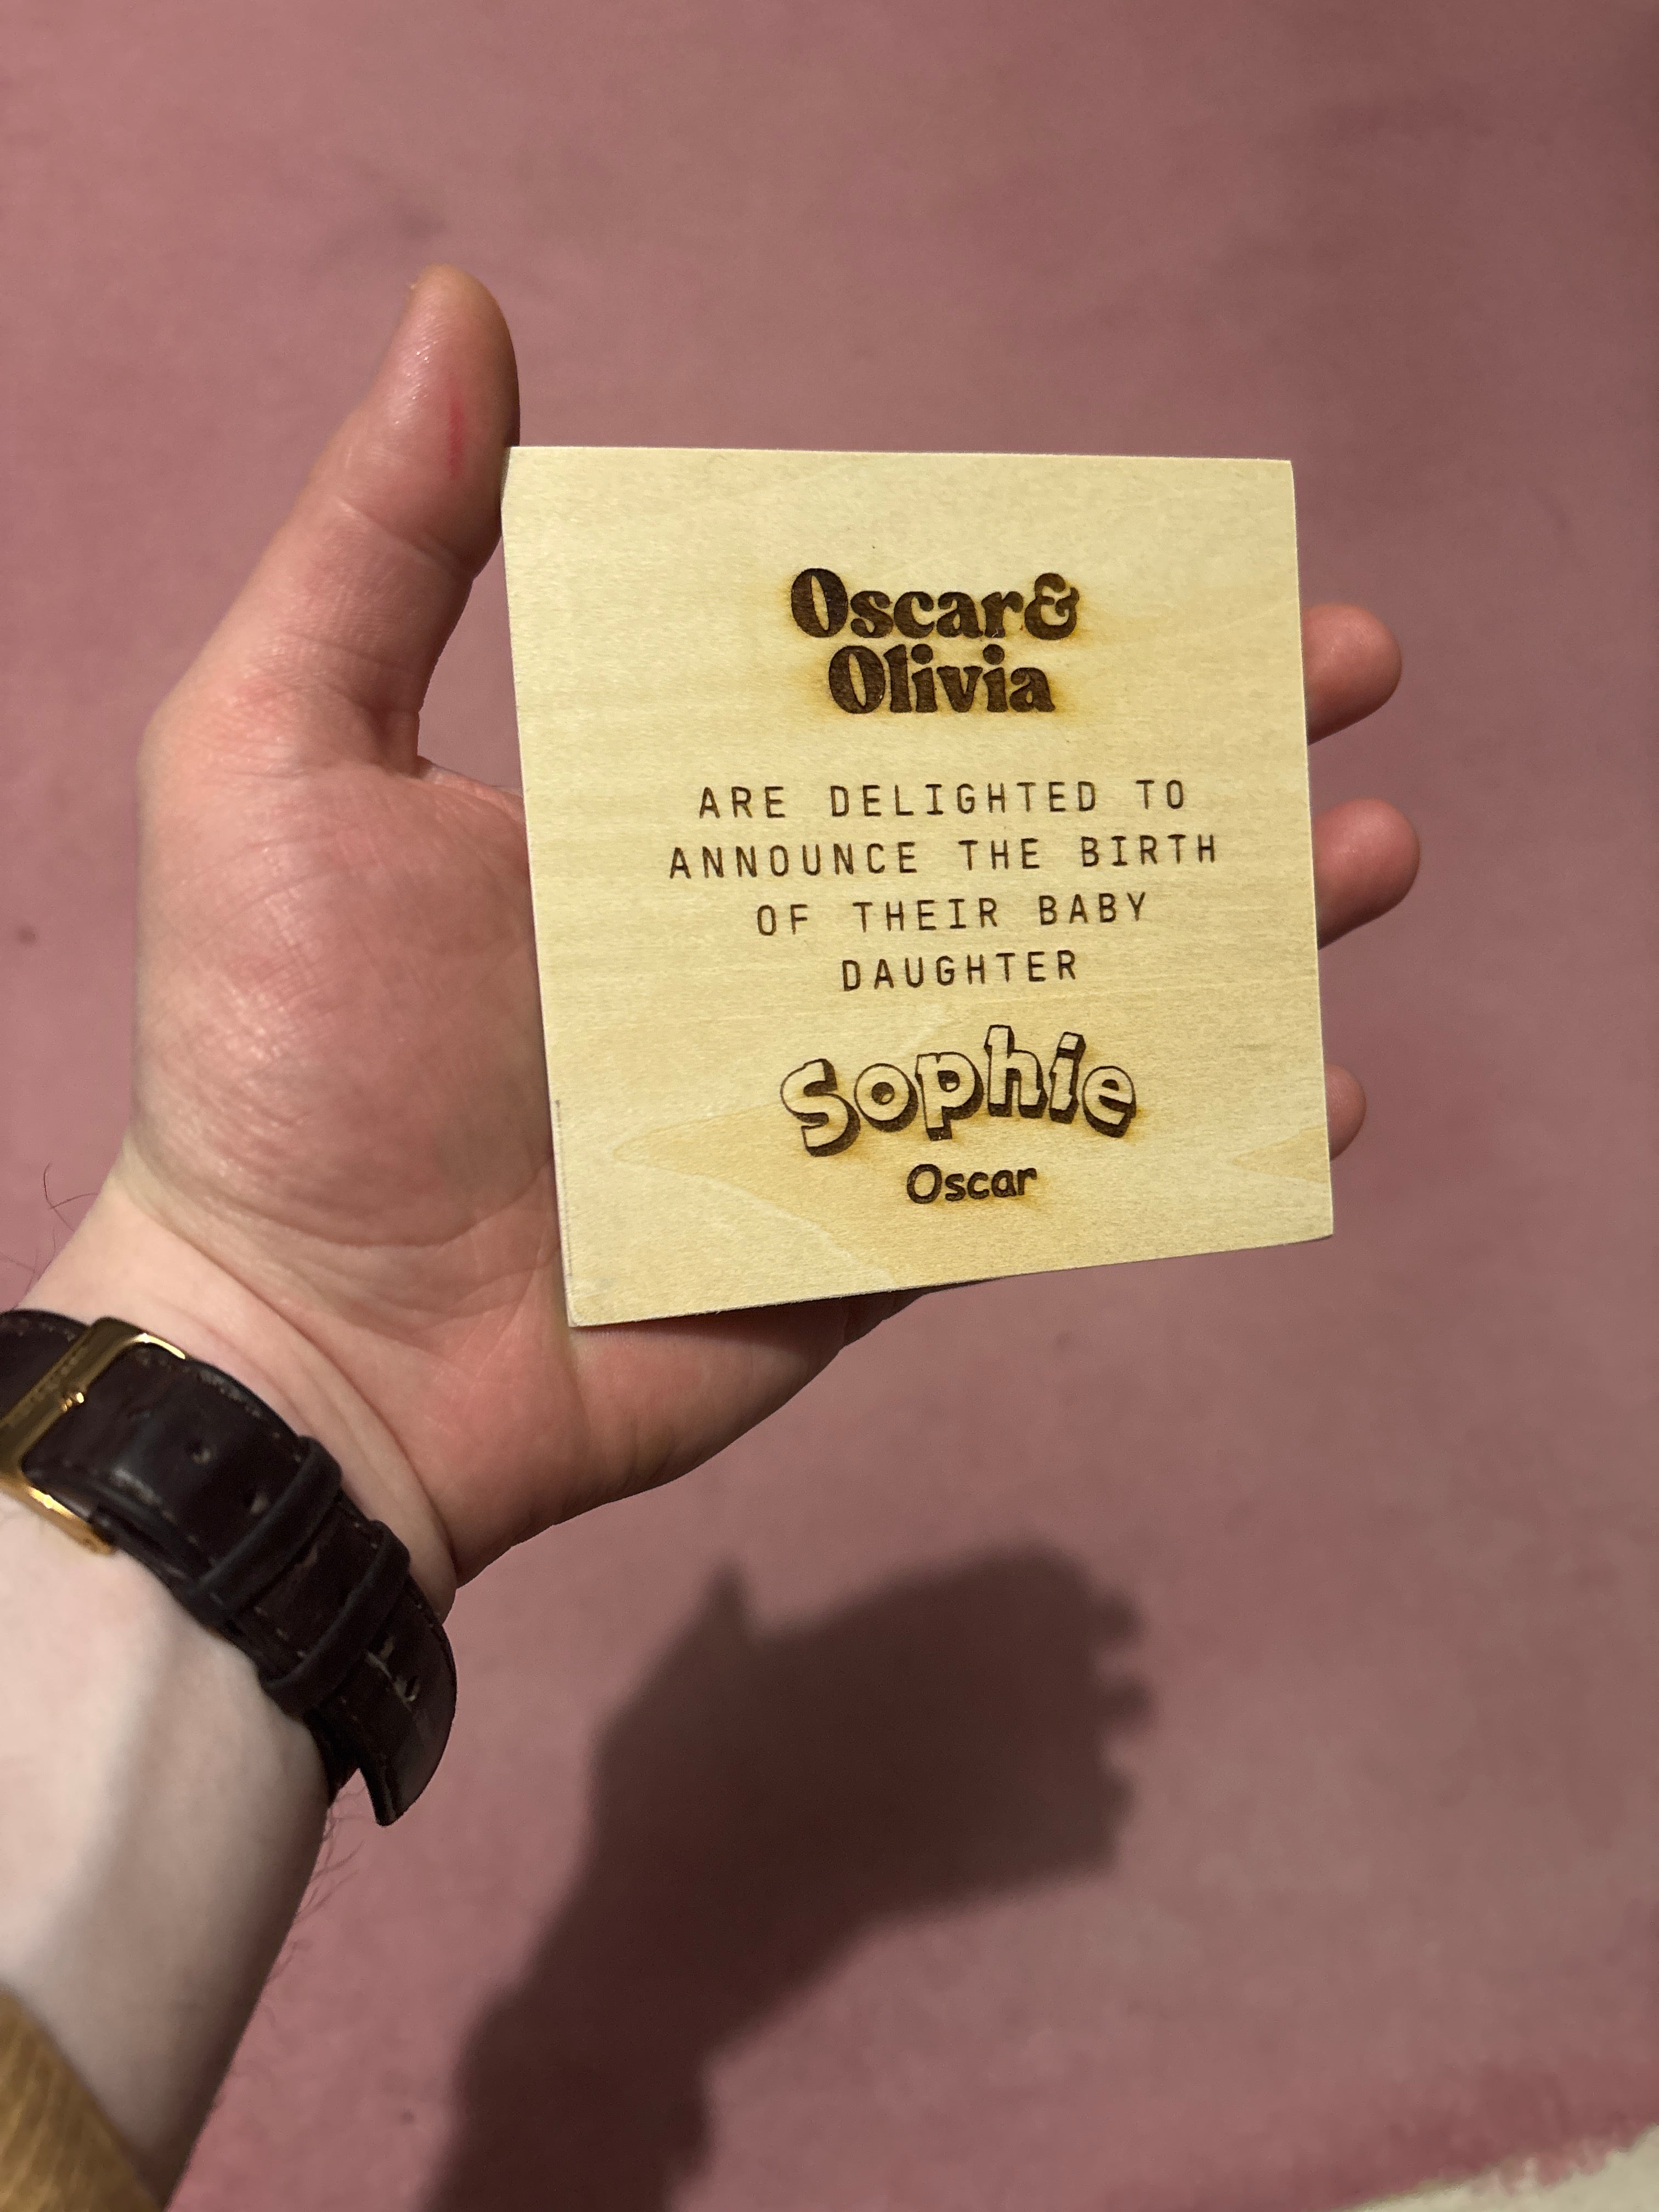 Oscar&
Olivia
ARE DELIGHTED TO
ANNOUNCE THE BIRTH
OF THEIR BABY
DAUGHTER
Sophie
Oscar